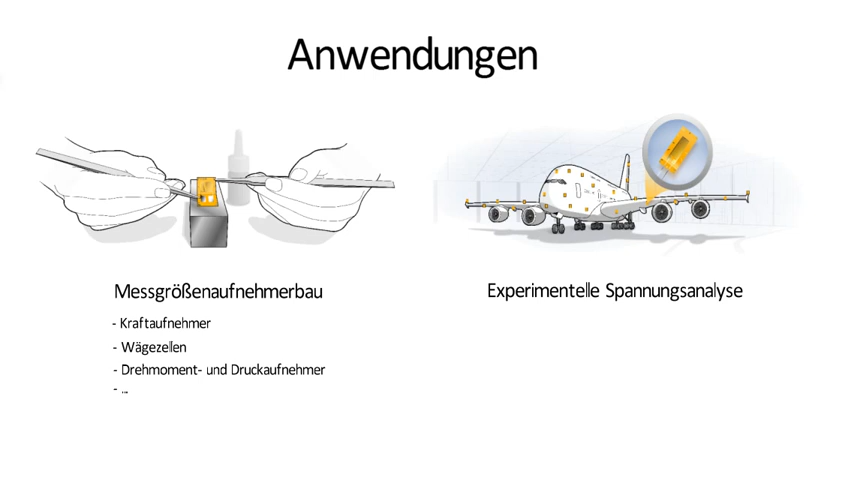 Anwendungen
Messgrößenaufnehmerbau
- Kraftaufnehmer
- Wägezellen
- Drehmoment- und Druckaufnehmer
- ...
Experimentelle Spannungsanalyse